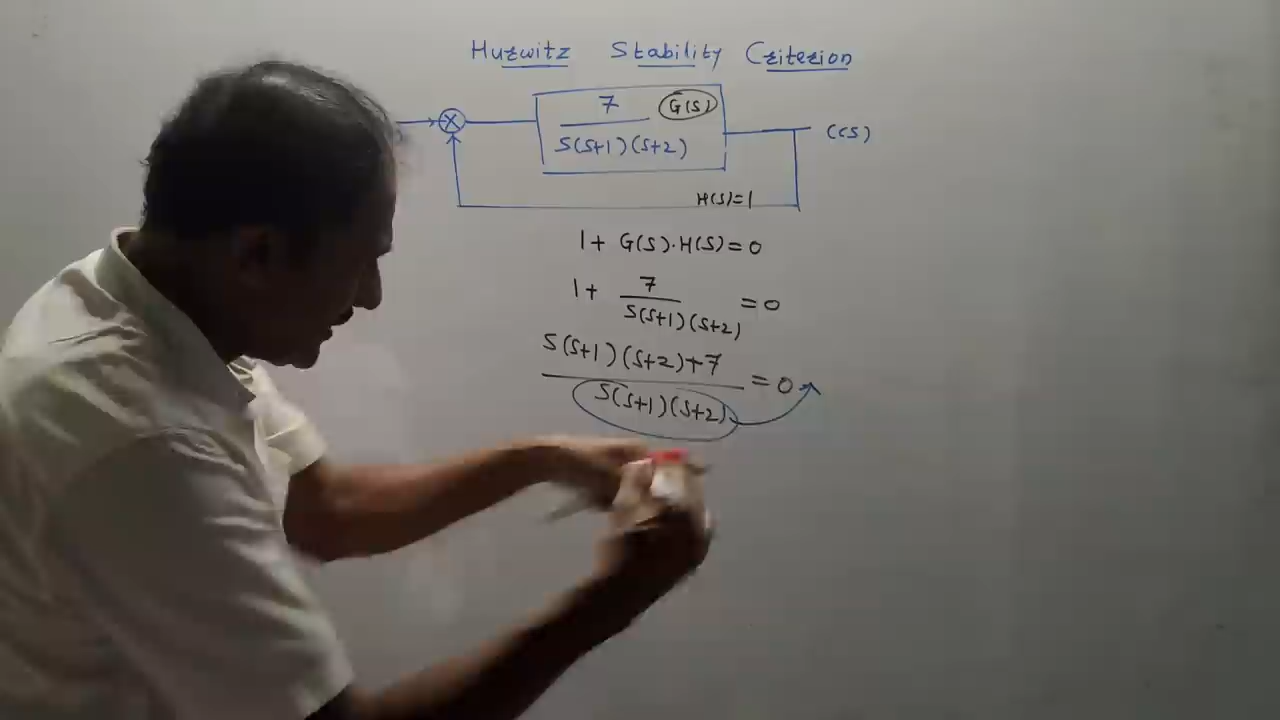 Hurwitz Stability Criterion
7 G(S)
S(S+1)(S+2)
C(S)
H(S)=1
1+ G(S).H(S)=0
1+ 7 =0
S(S+1)(S+2)
S(S+1)(S+2)+7
=0
S(S+1)(S+2)